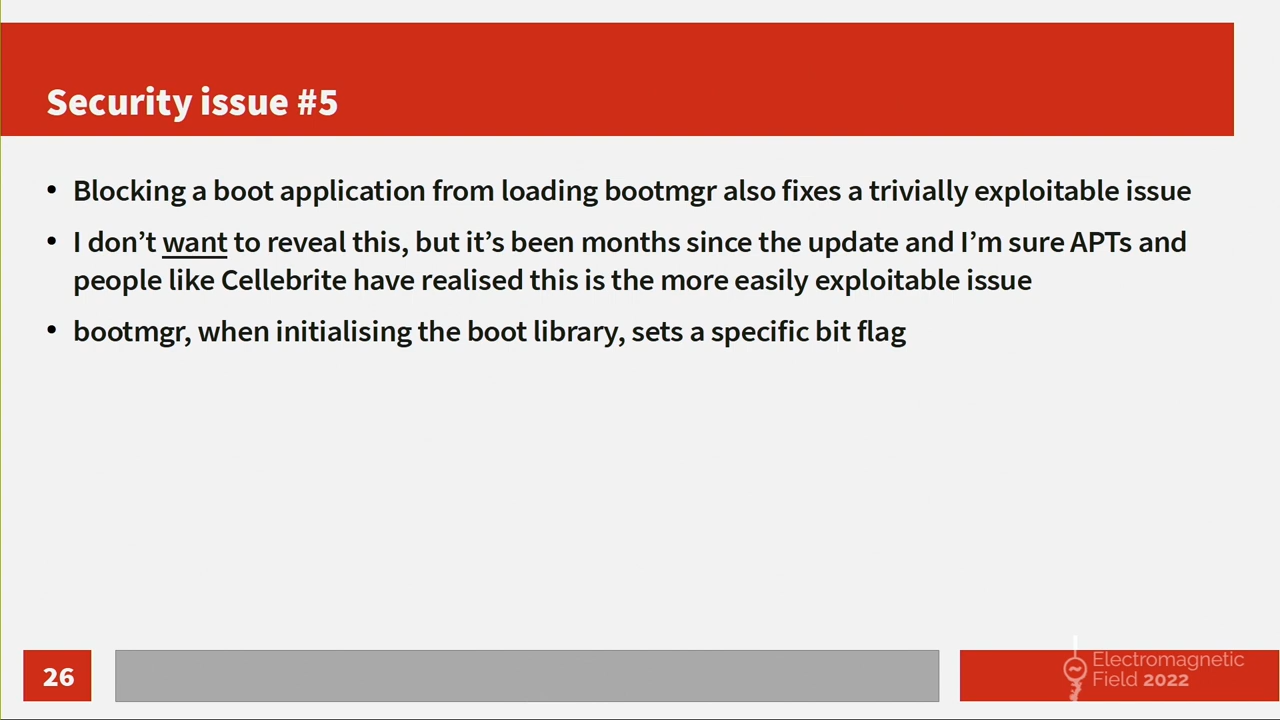 Security issue #5
• Blocking a boot application from loading bootmgr also fixes a trivially exploitable issue
• I don’t want to reveal this, but it’s been months since the update and I’m sure APTs and
people like Cellebrite have realised this is the more easily exploitable issue
• bootmgr, when initialising the boot library, sets a specific bit flag
26
Electromagnetic
Field 2022